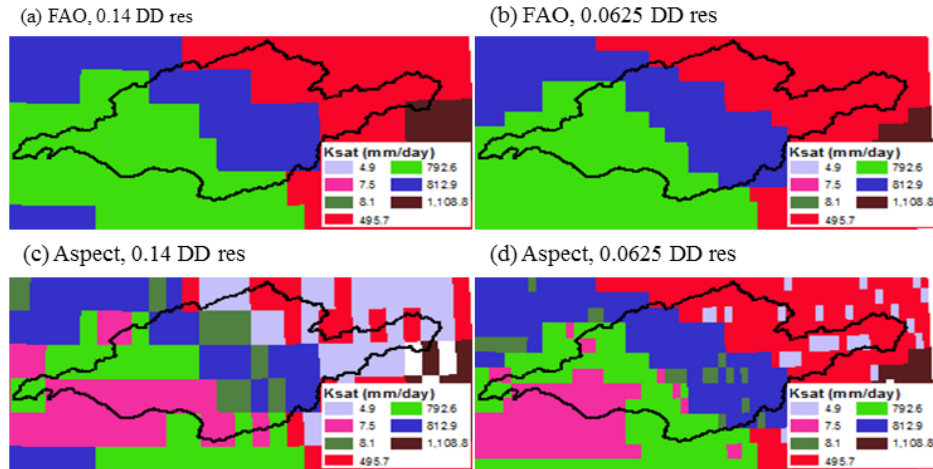 (a) FAO, 0.14 DD res
(b) FAO, 0.0625 DD res
Ksat (mm/day)
4.9 792.6
7.5 812.9
8.1 1,108.8
495.7
Ksat (mm/day)
4.9 792.6
7.5 812.9
8.1 1,108.8
495.7
(c) Aspect, 0.14 DD res
(d) Aspect, 0.0625 DD res
Ksat (mm/day)
4.9 792.6
7.5 812.9
8.1 1,108.8
495.7
Ksat (mm/day)
4.9 792.6
7.5 812.9
8.1 1,108.8
495.7